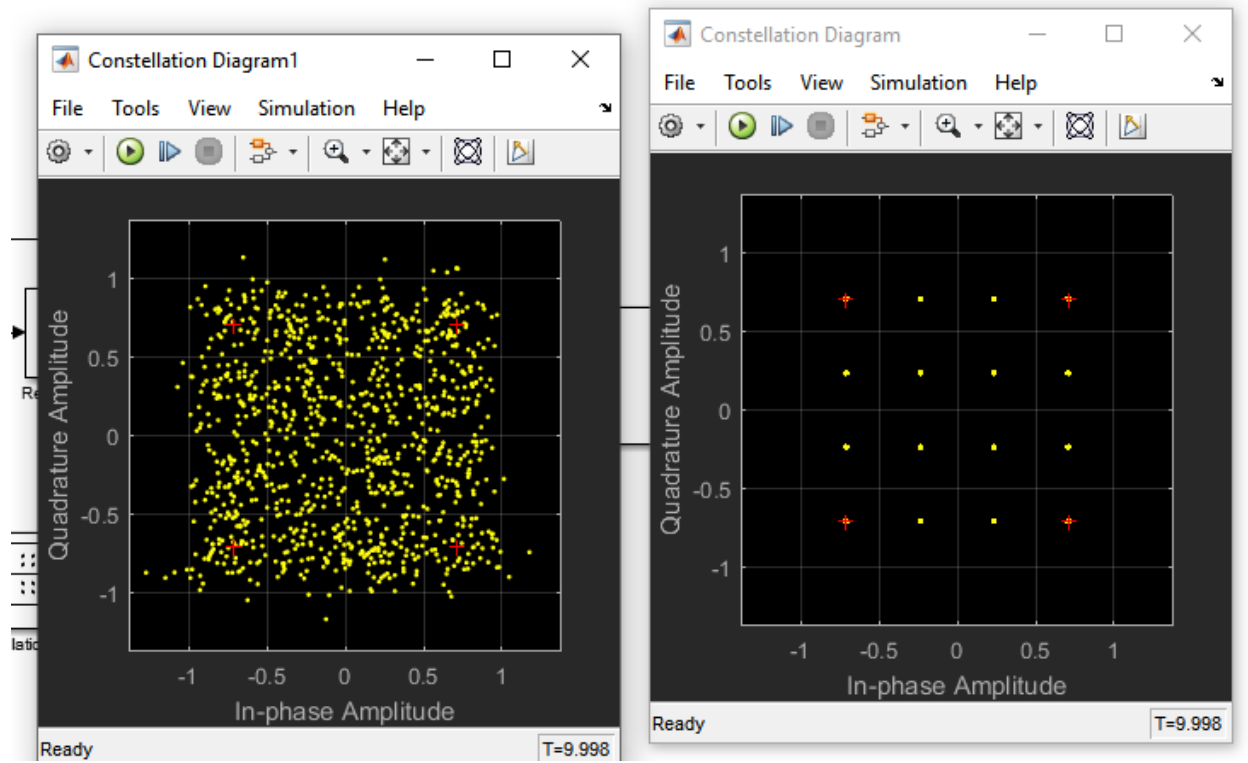 Constellation Diagram1
File Tools View Simulation Help
1
0.5
0
-0.5
-1
Quadrature Amplitude
-1 -0.5 0 0.5 1
In-phase Amplitude
Ready T=9.998
Re
latic
Constellation Diagram
File Tools View Simulation Help
1
0.5
0
-0.5
-1
Quadrature Amplitude
-1 -0.5 0 0.5 1
In-phase Amplitude
Ready T=9.998